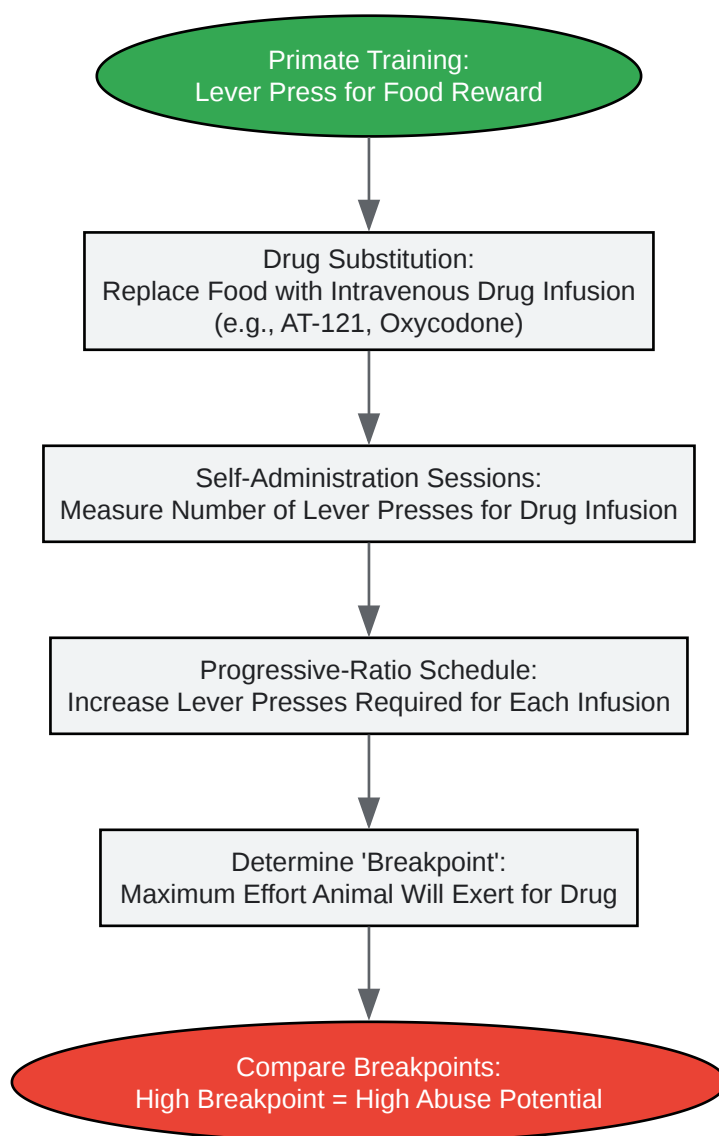 Primate Training:
Lever Press for Food Reward
Drug Substitution:
Replace Food with Intravenous Drug Infusion
(e.g., AT-121, Oxycodone)
Self-Administration Sessions:
Measure Number of Lever Presses for Drug Infusion
Progressive-Ratio Schedule:
Increase Lever Presses Required for Each Infusion
Determine 'Breakpoint':
Maximum Effort Animal Will Exert for Drug
Compare Breakpoints:
High Breakpoint = High Abuse Potential